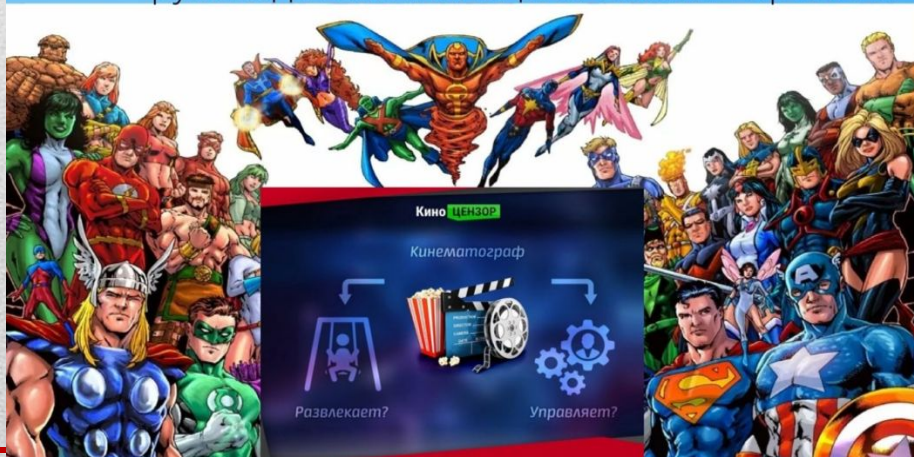 Кино ЦЕНЗОР
Кинематограф
Развлекает?
Управляет?